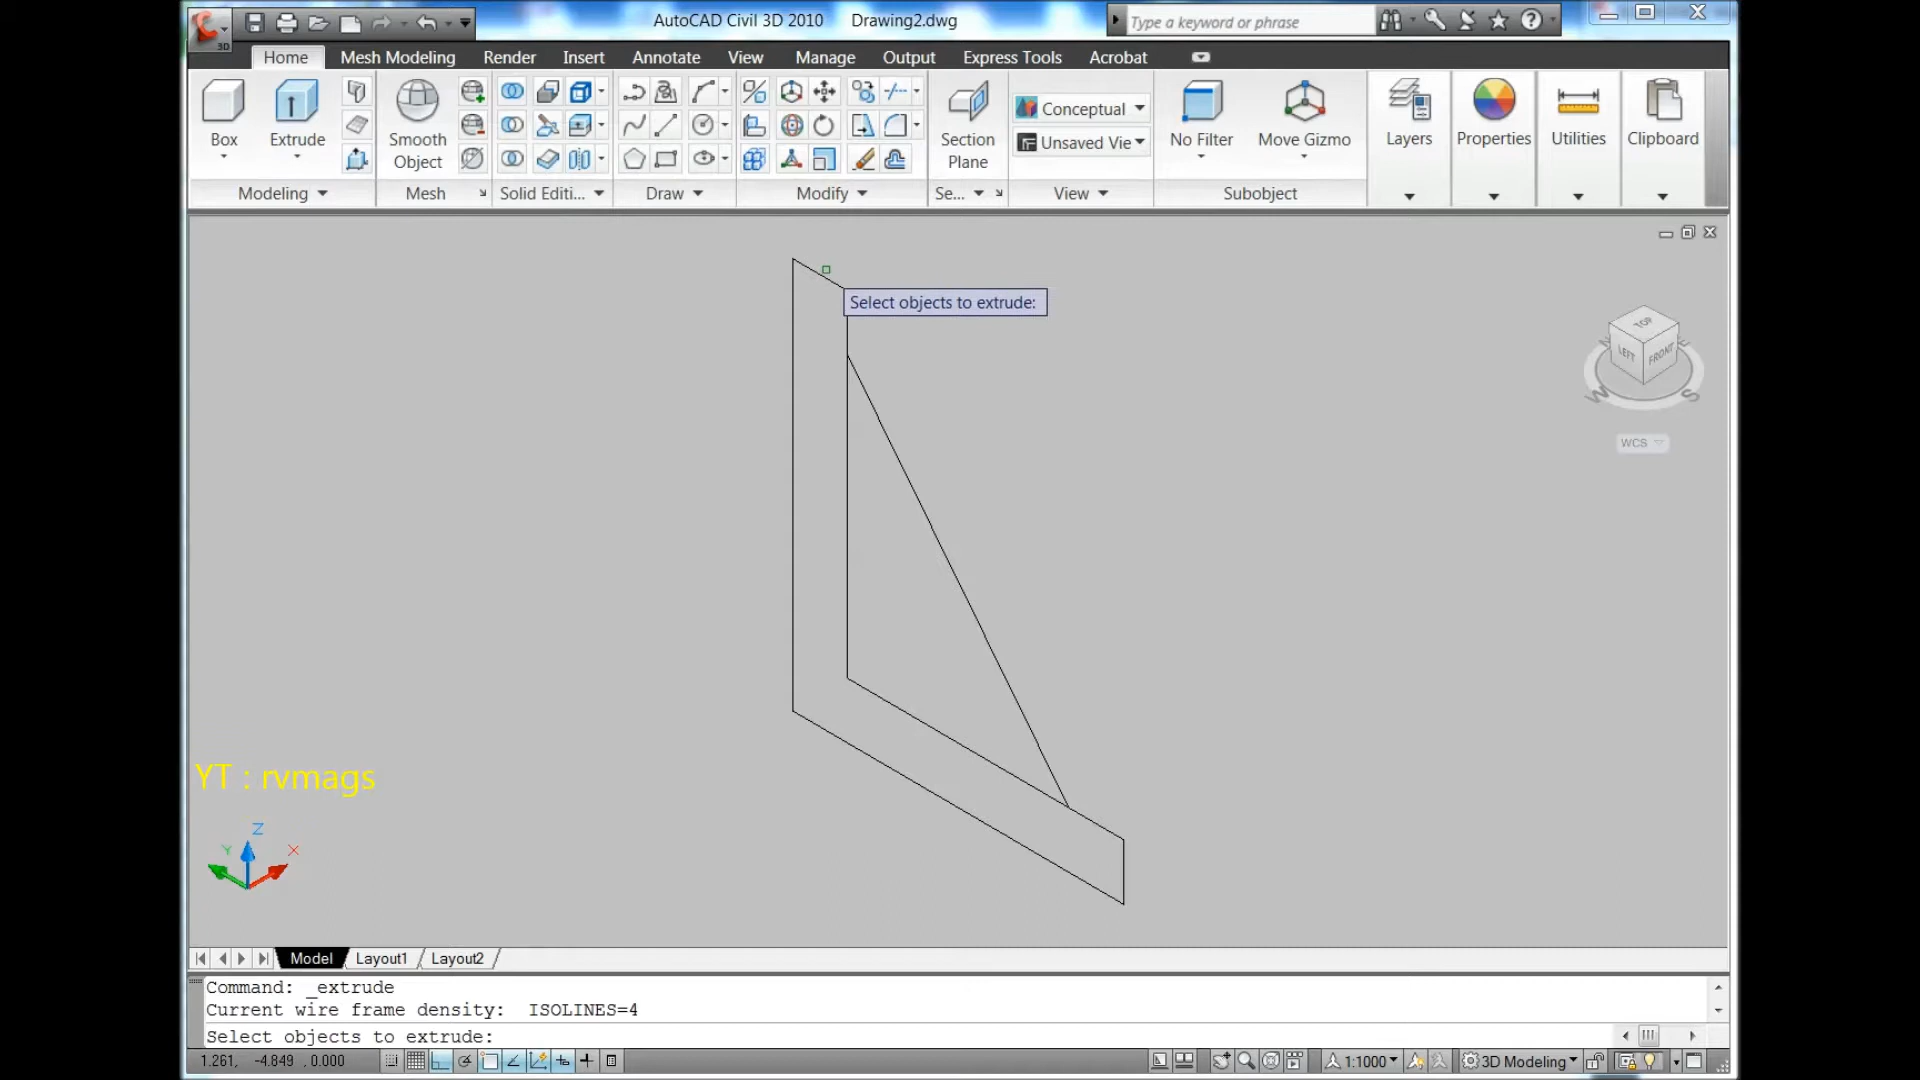 AutoCAD Civil 3D 2010 Drawing2.dwg
Type a keyword or phrase
3D
Home Mesh Modeling Render Insert Annotate View Manage Output Express Tools Acrobat
Box Extrude Smooth Object Section Plane
Conceptual
Unsaved Vie
No Filter Move Gizmo Layers Properties Utilities Clipboard
Modeling Mesh Solid Editi... Draw Modify Se... View Subobject
Select objects to extrude:
TOP
LEFT FRONT
W S
WCS
YT : rvmags
Z
Y X
Model Layout1 Layout2
Command: _extrude
Current wire frame density: ISOLINES=4
Select objects to extrude:
1.261, -4.849 , 0.000
1:1000 3D Modeling